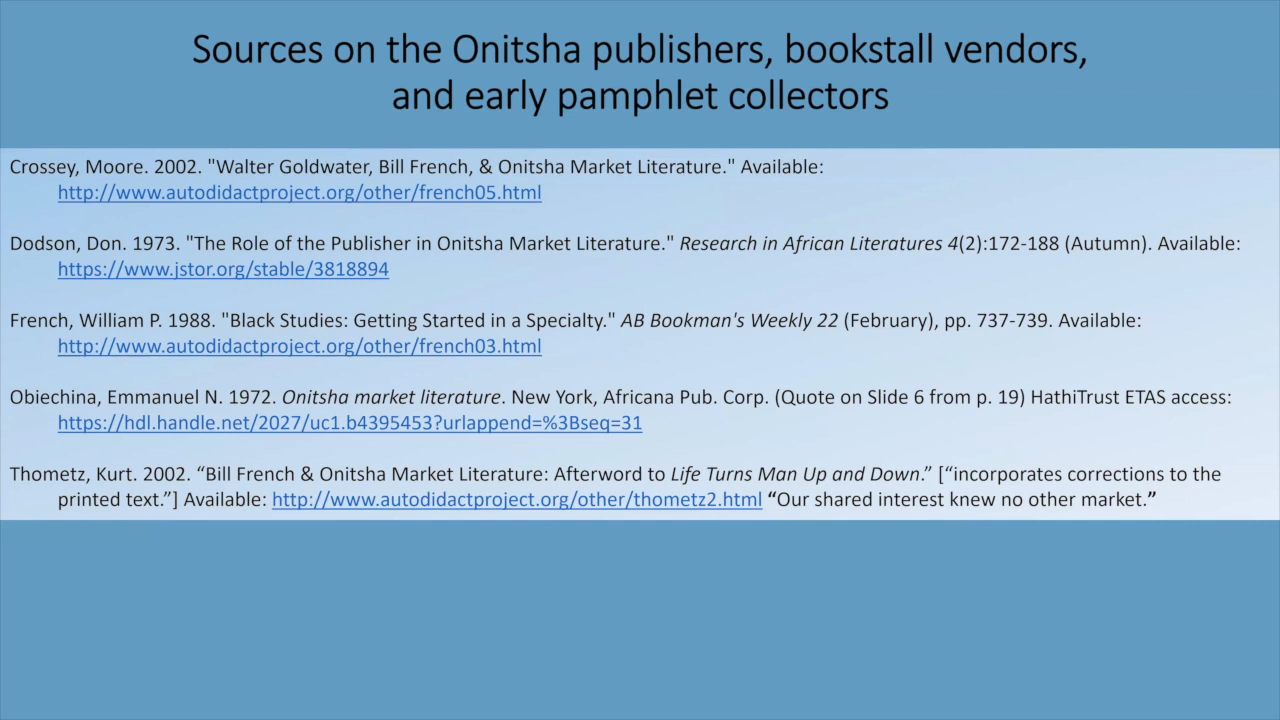 Sources on the Onitsha publishers, bookstall vendors,
and early pamphlet collectors
Crossey, Moore. 2002. "Walter Goldwater, Bill French, & Onitsha Market Literature." Available:
http://www.autodidactproject.org/other/french05.html
Dodson, Don. 1973. "The Role of the Publisher in Onitsha Market Literature." Research in African Literatures 4(2):172-188 (Autumn). Available:
https://www.jstor.org/stable/3818894
French, William P. 1988. "Black Studies: Getting Started in a Specialty." AB Bookman's Weekly 22 (February), pp. 737-739. Available:
http://www.autodidactproject.org/other/french03.html
Obiechina, Emmanuel N. 1972. Onitsha market literature. New York, Africana Pub. Corp. (Quote on Slide 6 from p. 19) HathiTrust ETAS access:
https://hdl.handle.net/2027/uc1.b4395453?urlappend=%3Bseq=31
Thometz, Kurt. 2002. “Bill French & Onitsha Market Literature: Afterword to Life Turns Man Up and Down.” [“incorporates corrections to the
printed text.”] Available: http://www.autodidactproject.org/other/thometz2.html “Our shared interest knew no other market.”